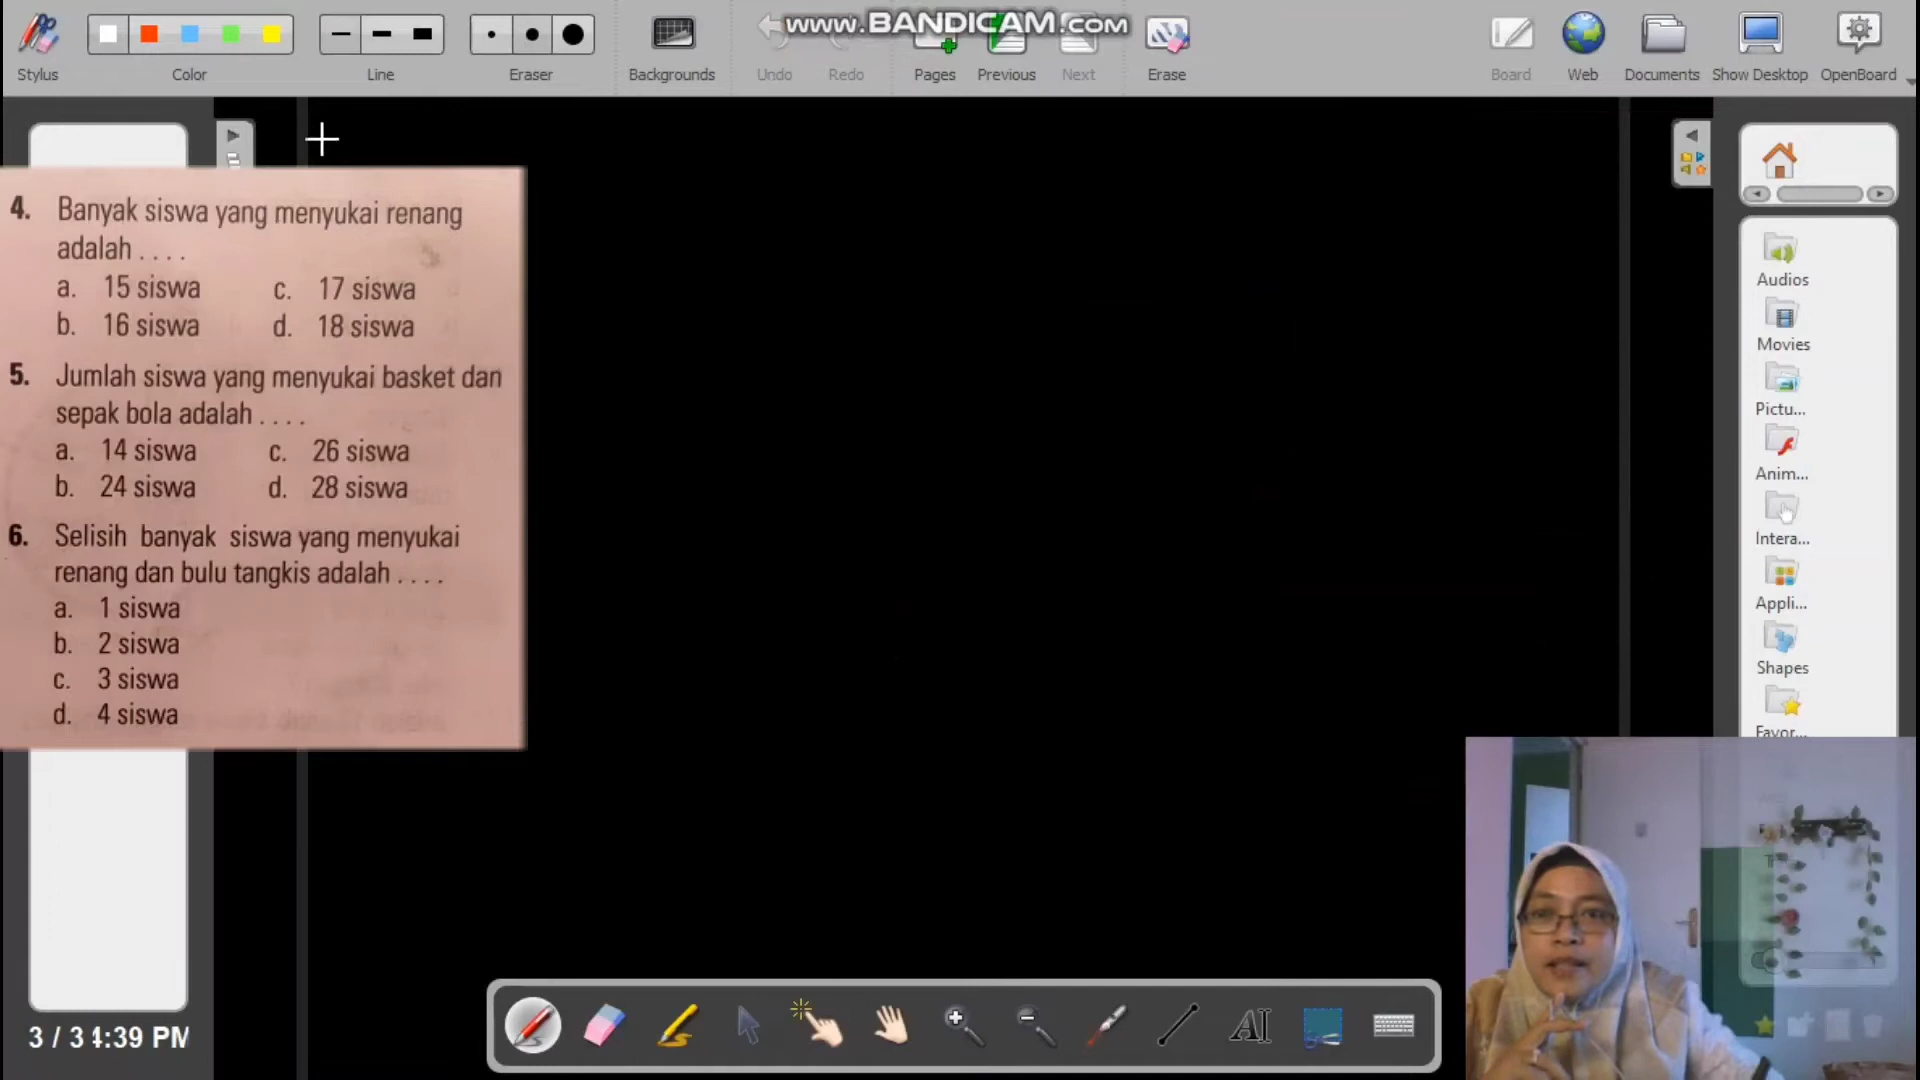 www.BANDICAM.com
Stylus
Color
Line
Eraser
Backgrounds
Undo
Redo
Pages
Previous
Next
Erase
Board
Web
Documents
Show Desktop
OpenBoard
4. Banyak siswa yang menyukai renang
adalah . . . .
a. 15 siswa c. 17 siswa
b. 16 siswa d. 18 siswa
5. Jumlah siswa yang menyukai basket dan
sepak bola adalah . . . .
a. 14 siswa c. 26 siswa
b. 24 siswa d. 28 siswa
6. Selisih banyak siswa yang menyukai
renang dan bulu tangkis adalah . . . .
a. 1 siswa
b. 2 siswa
c. 3 siswa
d. 4 siswa
Audios
Movies
Pictu...
Anim...
Intera...
Appli...
Shapes
Favor...
3 / 3
4:39 PM
AI